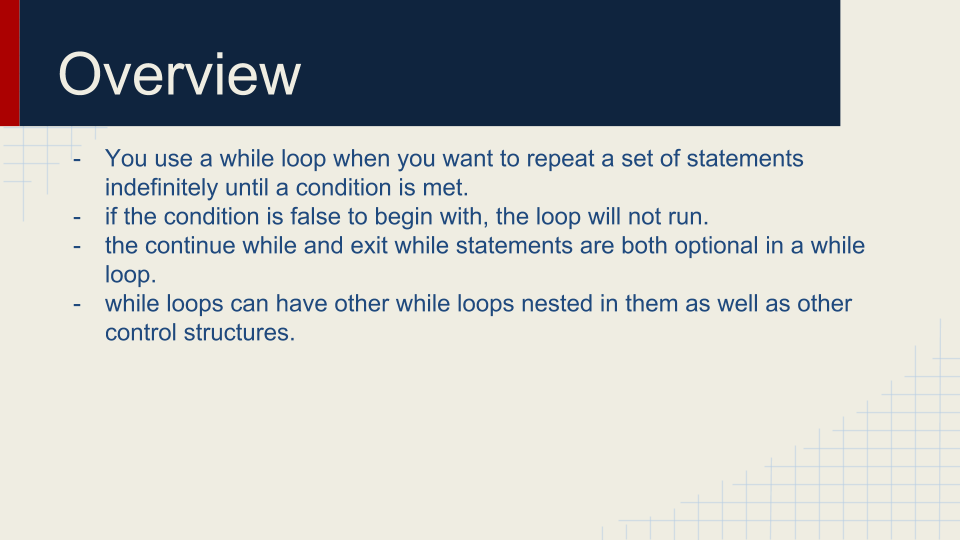 Overview
- You use a while loop when you want to repeat a set of statements
indefinitely until a condition is met.
- if the condition is false to begin with, the loop will not run.
- the continue while and exit while statements are both optional in a while
loop.
- while loops can have other while loops nested in them as well as other
control structures.